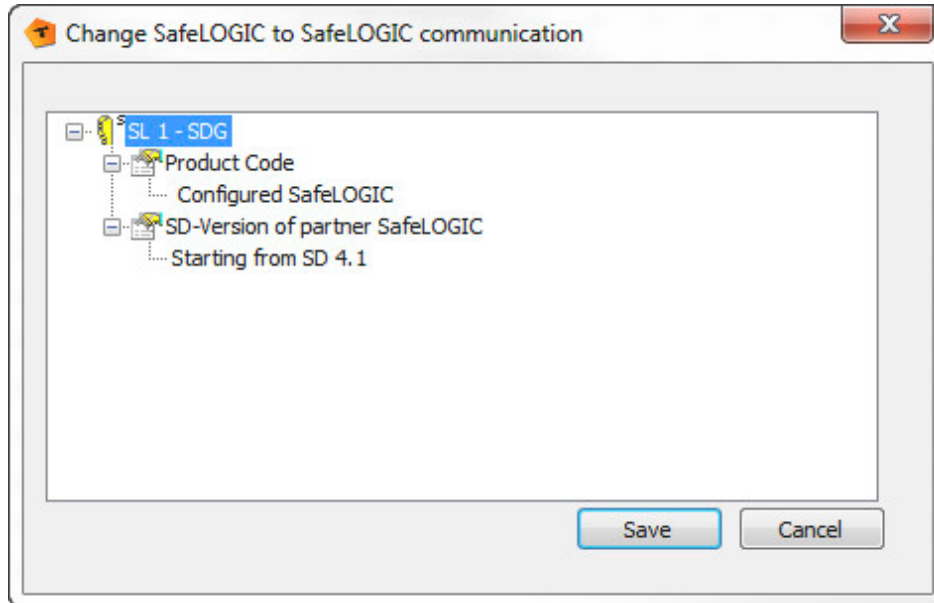 Change SafeLOGIC to SafeLOGIC communication
SL 1 - SDG
Product Code
Configured SafeLOGIC
SD-Version of partner SafeLOGIC
Starting from SD 4.1
Save Cancel